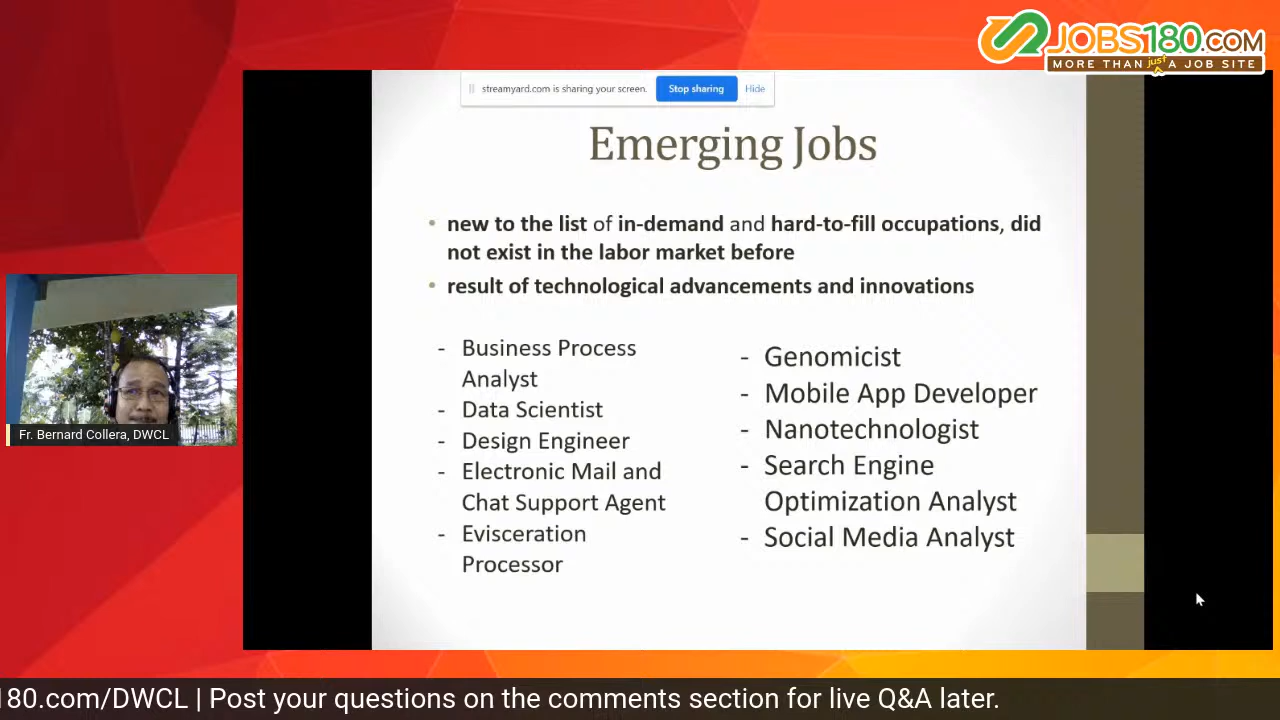 JOBS180.COM
MORE THAN just A JOB SITE
streamyard.com is sharing your screen. Stop sharing Hide
Emerging Jobs
• new to the list of in-demand and hard-to-fill occupations, did
not exist in the labor market before
• result of technological advancements and innovations
- Business Process
Analyst
- Data Scientist
- Design Engineer
- Electronic Mail and
Chat Support Agent
- Evisceration
Processor
- Genomicist
- Mobile App Developer
- Nanotechnologist
- Search Engine
Optimization Analyst
- Social Media Analyst
Fr. Bernard Collera, DWCL
80.com/DWCL | Post your questions on the comments section for live Q&A later.